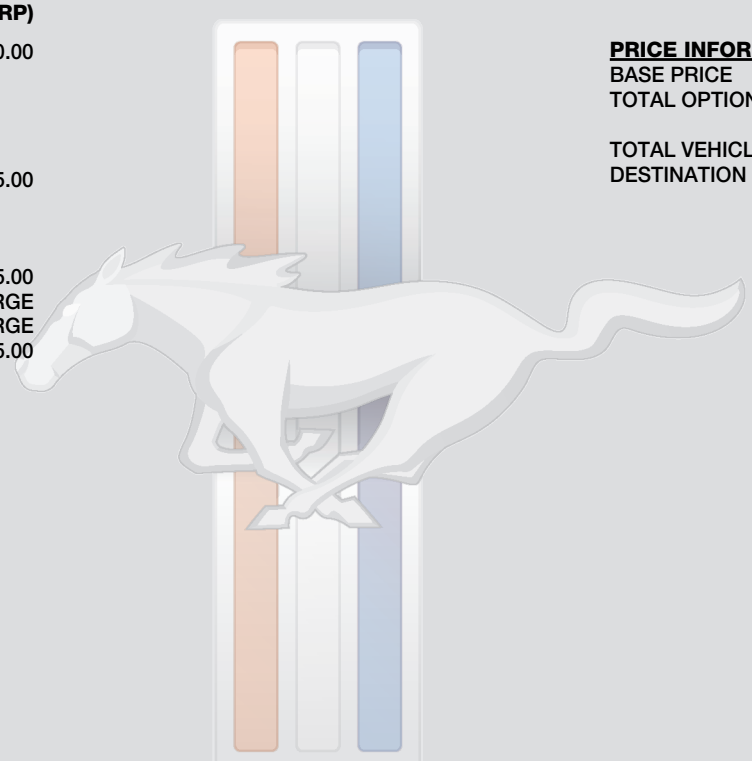 RP)
0.00
5.00
5.00
RGE
RGE
5.00
PRICE INFOR
BASE PRICE
TOTAL OPTION
TOTAL VEHICL
DESTINATION